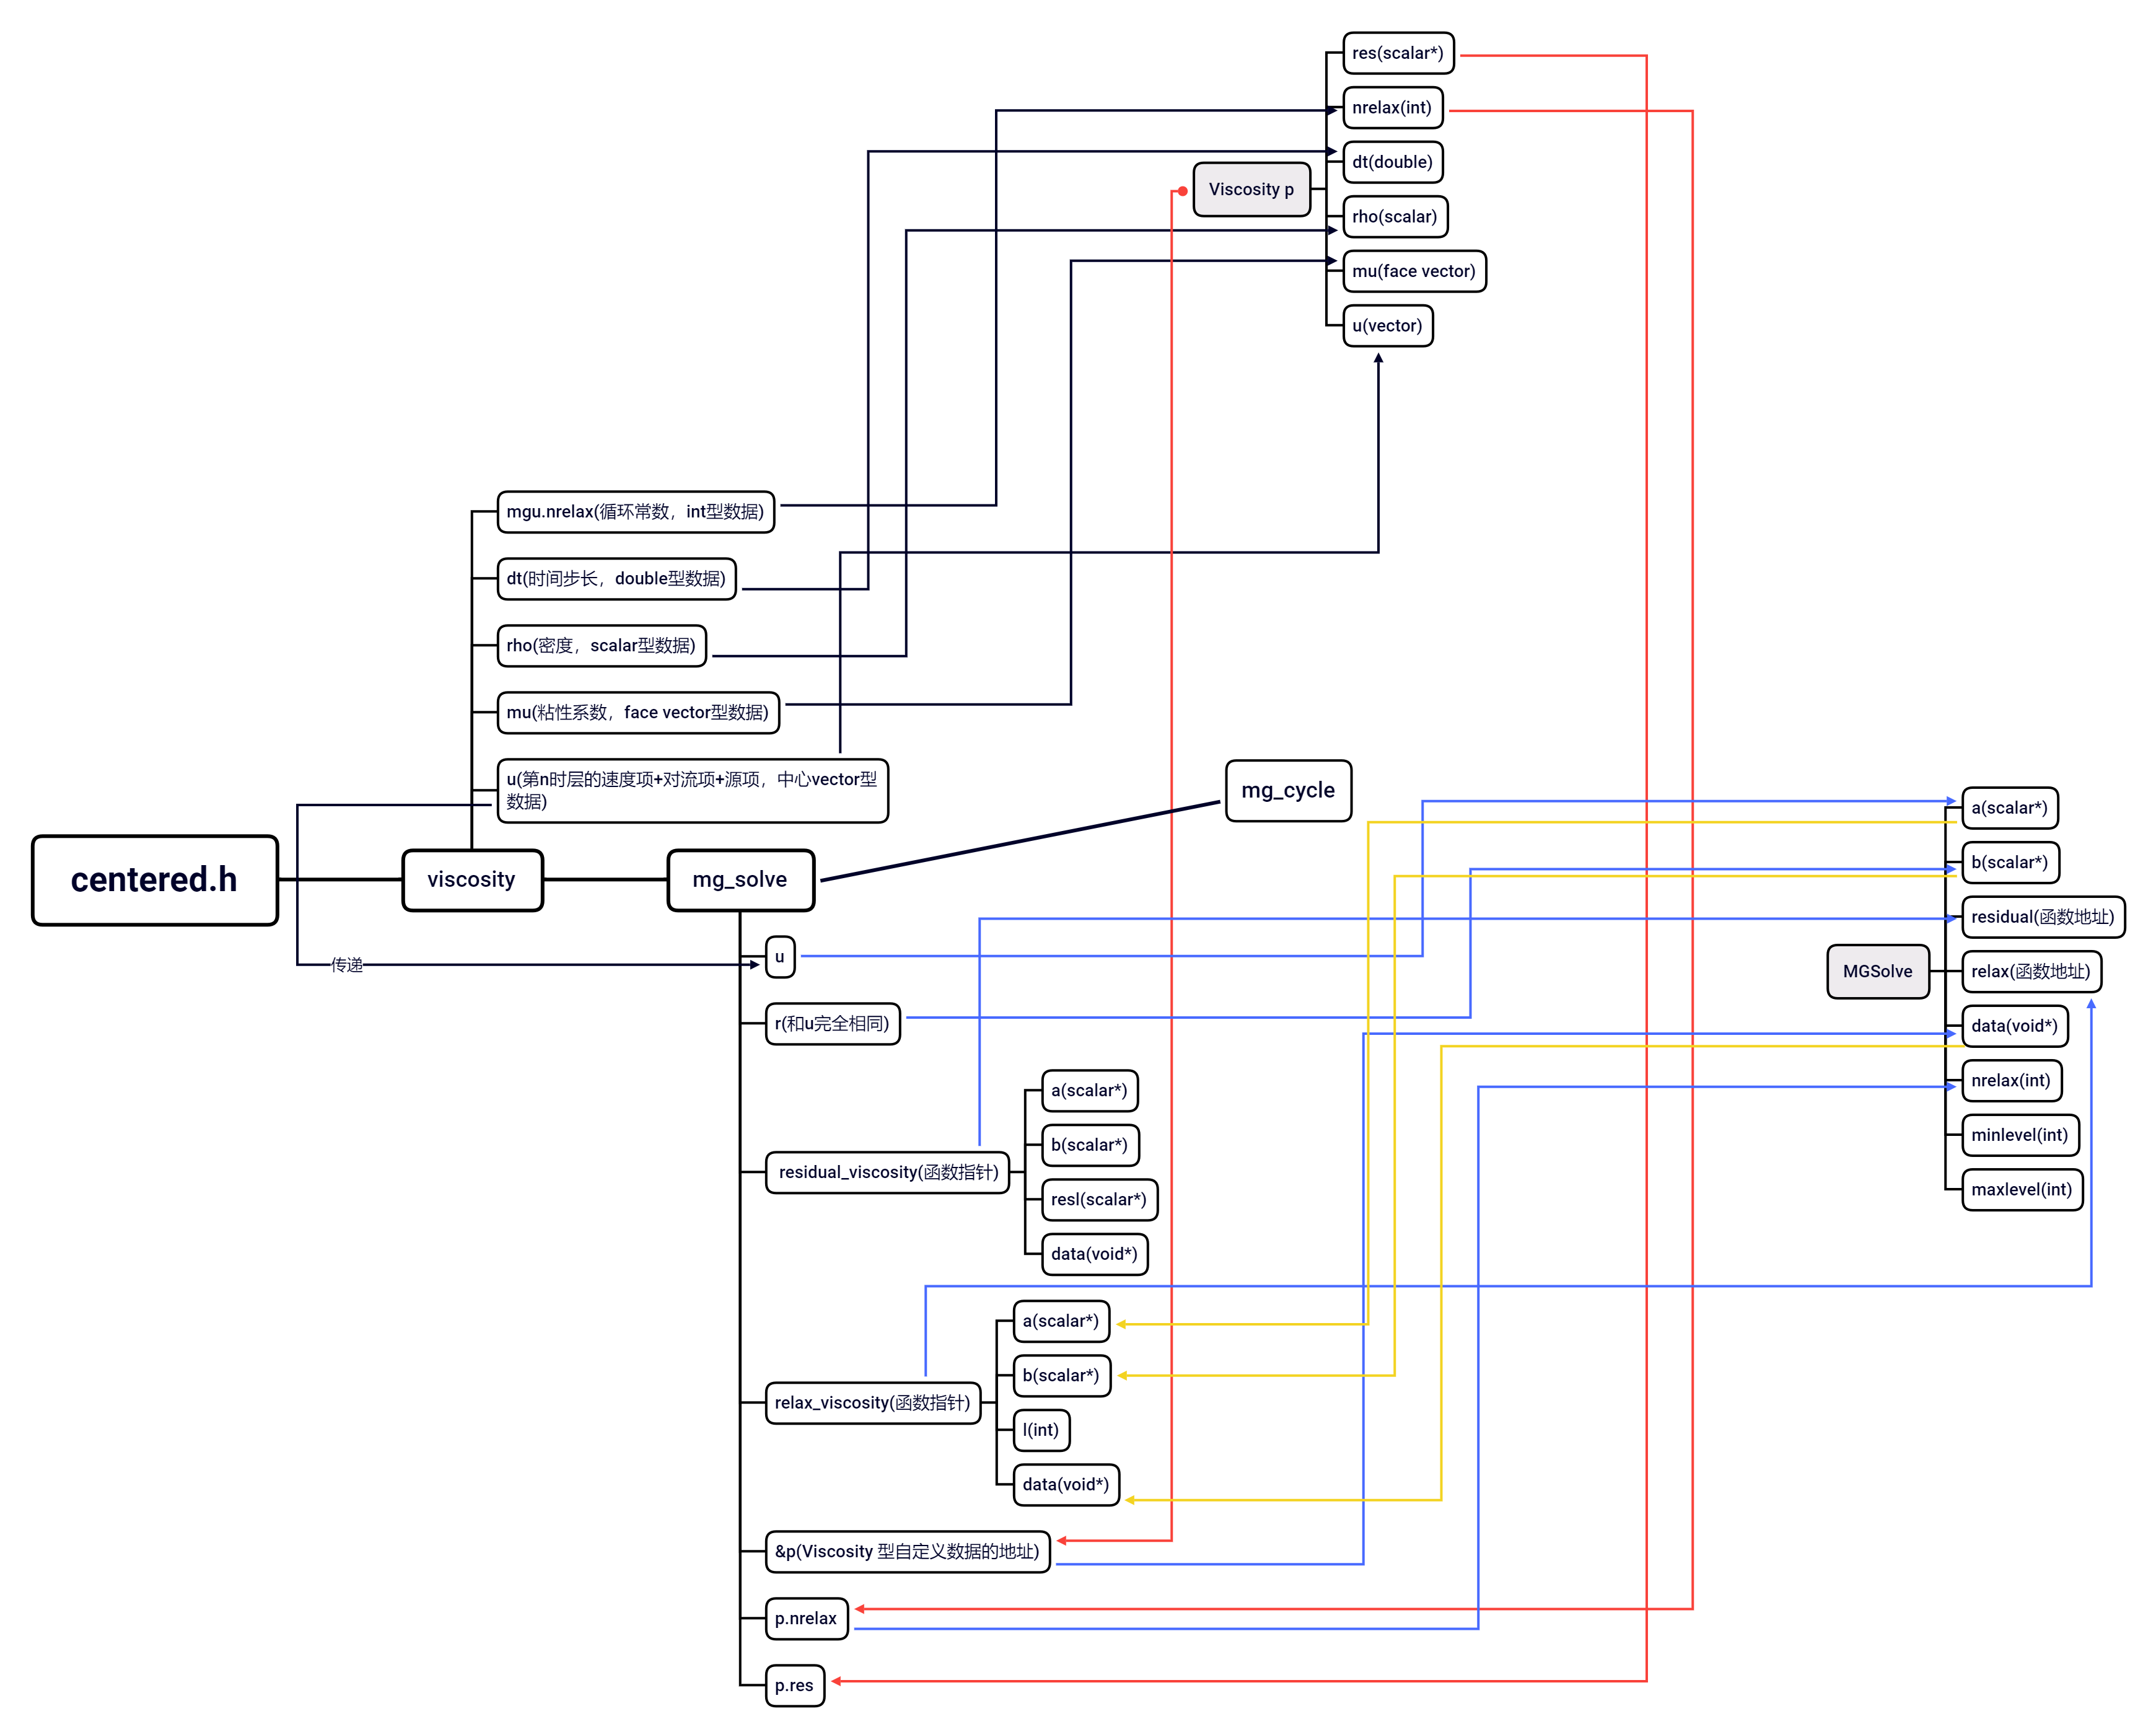 res(scalar*)
nrelax(int)
dt(double)
Viscosity p
rho(scalar)
mu(face vector)
u(vector)
mgu.nrelax(循环常数，int型数据)
dt(时间步长，double型数据)
rho(密度，scalar型数据)
mu(粘性系数，face vector型数据)
u(第n时层的速度项+对流项+源项，中心vector型
数据)
mg_cycle
centered.h
viscosity
mg_solve
传递
u
r(和u完全相同)
residual_viscosity(函数指针)
a(scalar*)
b(scalar*)
resl(scalar*)
data(void*)
relax_viscosity(函数指针)
a(scalar*)
b(scalar*)
l(int)
data(void*)
&p(Viscosity 型自定义数据的地址)
p.nrelax
p.res
MGSolve
a(scalar*)
b(scalar*)
residual(函数地址)
relax(函数地址)
data(void*)
nrelax(int)
minlevel(int)
maxlevel(int)